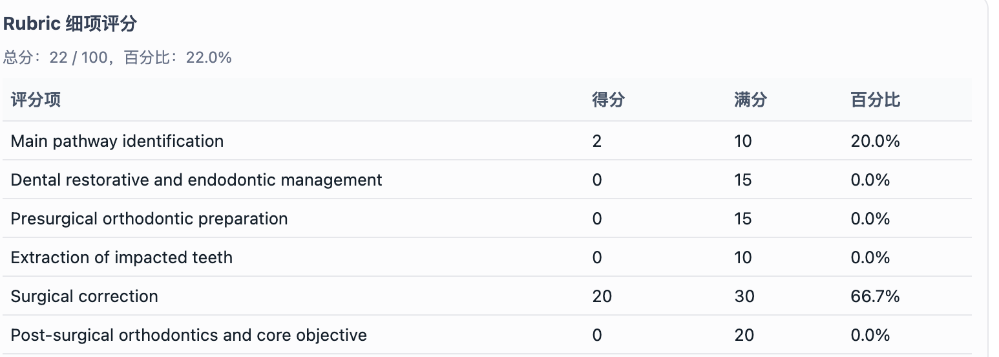 Rubric 细项评分
总分：22 / 100，百分比：22.0%
评分项 得分 满分 百分比
Main pathway identification 2 10 20.0%
Dental restorative and endodontic management 0 15 0.0%
Presurgical orthodontic preparation 0 15 0.0%
Extraction of impacted teeth 0 10 0.0%
Surgical correction 20 30 66.7%
Post-surgical orthodontics and core objective 0 20 0.0%